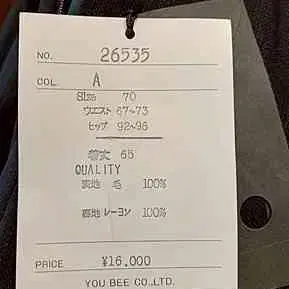 NO. 26535
COL. A
Size 70
ウエスト 67~73
ヒップ 92~96
着丈 65
QUALITY
表地 毛 100%
裏地 レーヨン 100%
PRICE ¥16,000
YOU BEE CO.,LTD.